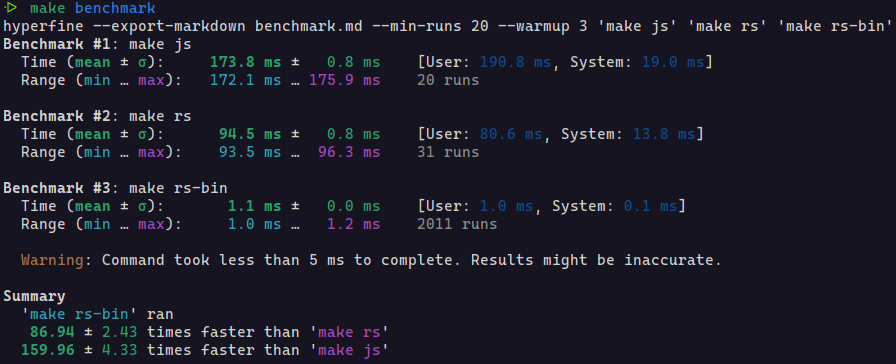 make benchmark
hyperfine --export-markdown benchmark.md --min-runs 20 --warmup 3 'make js' 'make rs' 'make rs-bin'
Benchmark #1: make js
  Time (mean ± σ):     173.8 ms ±   0.8 ms    [User: 190.8 ms, System: 19.0 ms]
  Range (min … max):   172.1 ms … 175.9 ms    20 runs

Benchmark #2: make rs
  Time (mean ± σ):      94.5 ms ±   0.8 ms    [User: 80.6 ms, System: 13.8 ms]
  Range (min … max):    93.5 ms …  96.3 ms    31 runs

Benchmark #3: make rs-bin
  Time (mean ± σ):       1.1 ms ±   0.0 ms    [User: 1.0 ms, System: 0.1 ms]
  Range (min … max):     1.0 ms …   1.2 ms    2011 runs

  Warning: Command took less than 5 ms to complete. Results might be inaccurate.

Summary
  'make rs-bin' ran
   86.94 ± 2.43 times faster than 'make rs'
  159.96 ± 4.33 times faster than 'make js'